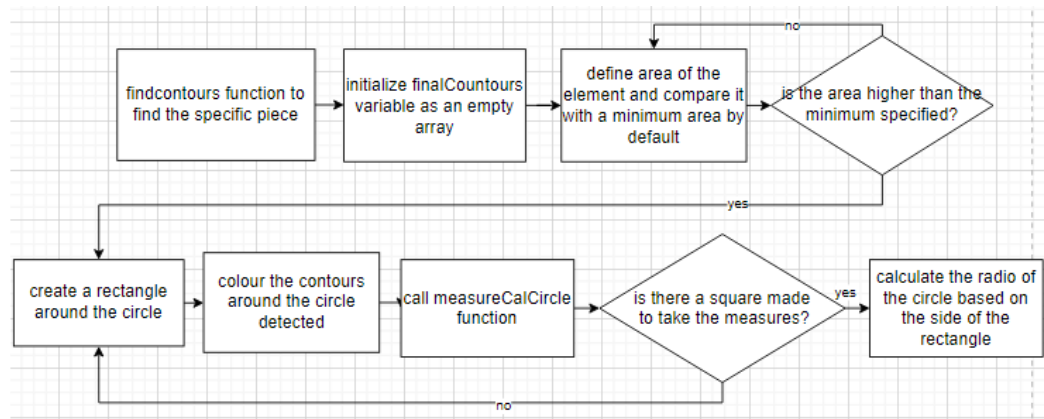 no
findcontours function to
find the specific piece
initialize finalCountours
variable as an empty
array
define area of the
element and compare it
with a minimum area by
default
is the area higher than the
minimum specified?
yes
create a rectangle
around the circle
colour the contours
around the circle
detected
call measureCalCircle
function
is there a square made
to take the measures?
yes
calculate the radio of
the circle based on
the side of the
rectangle
no